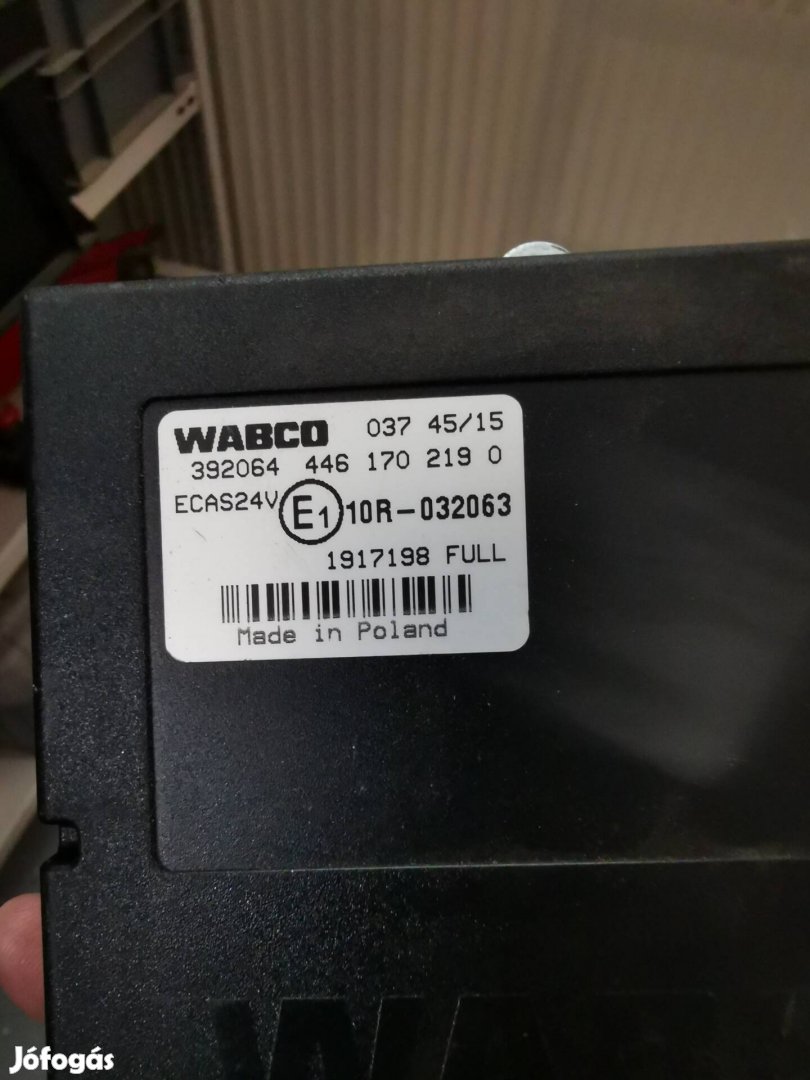 WABCO 037 45/15
392064 446 170 219 0
ECAS24V E1 10R-032063
1917198 FULL
Made in Poland
WA
Jófogás